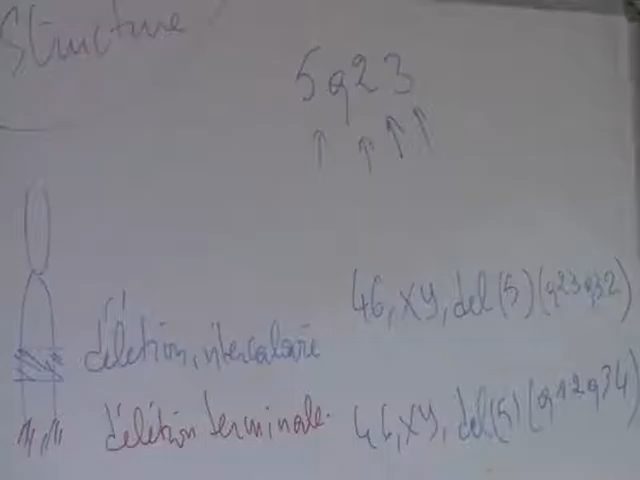 Structure
5q23
46, XY, del(5)(q23q32)
délétion intercalaire
délétion terminale. 46, XY, del(5)(q12q34)